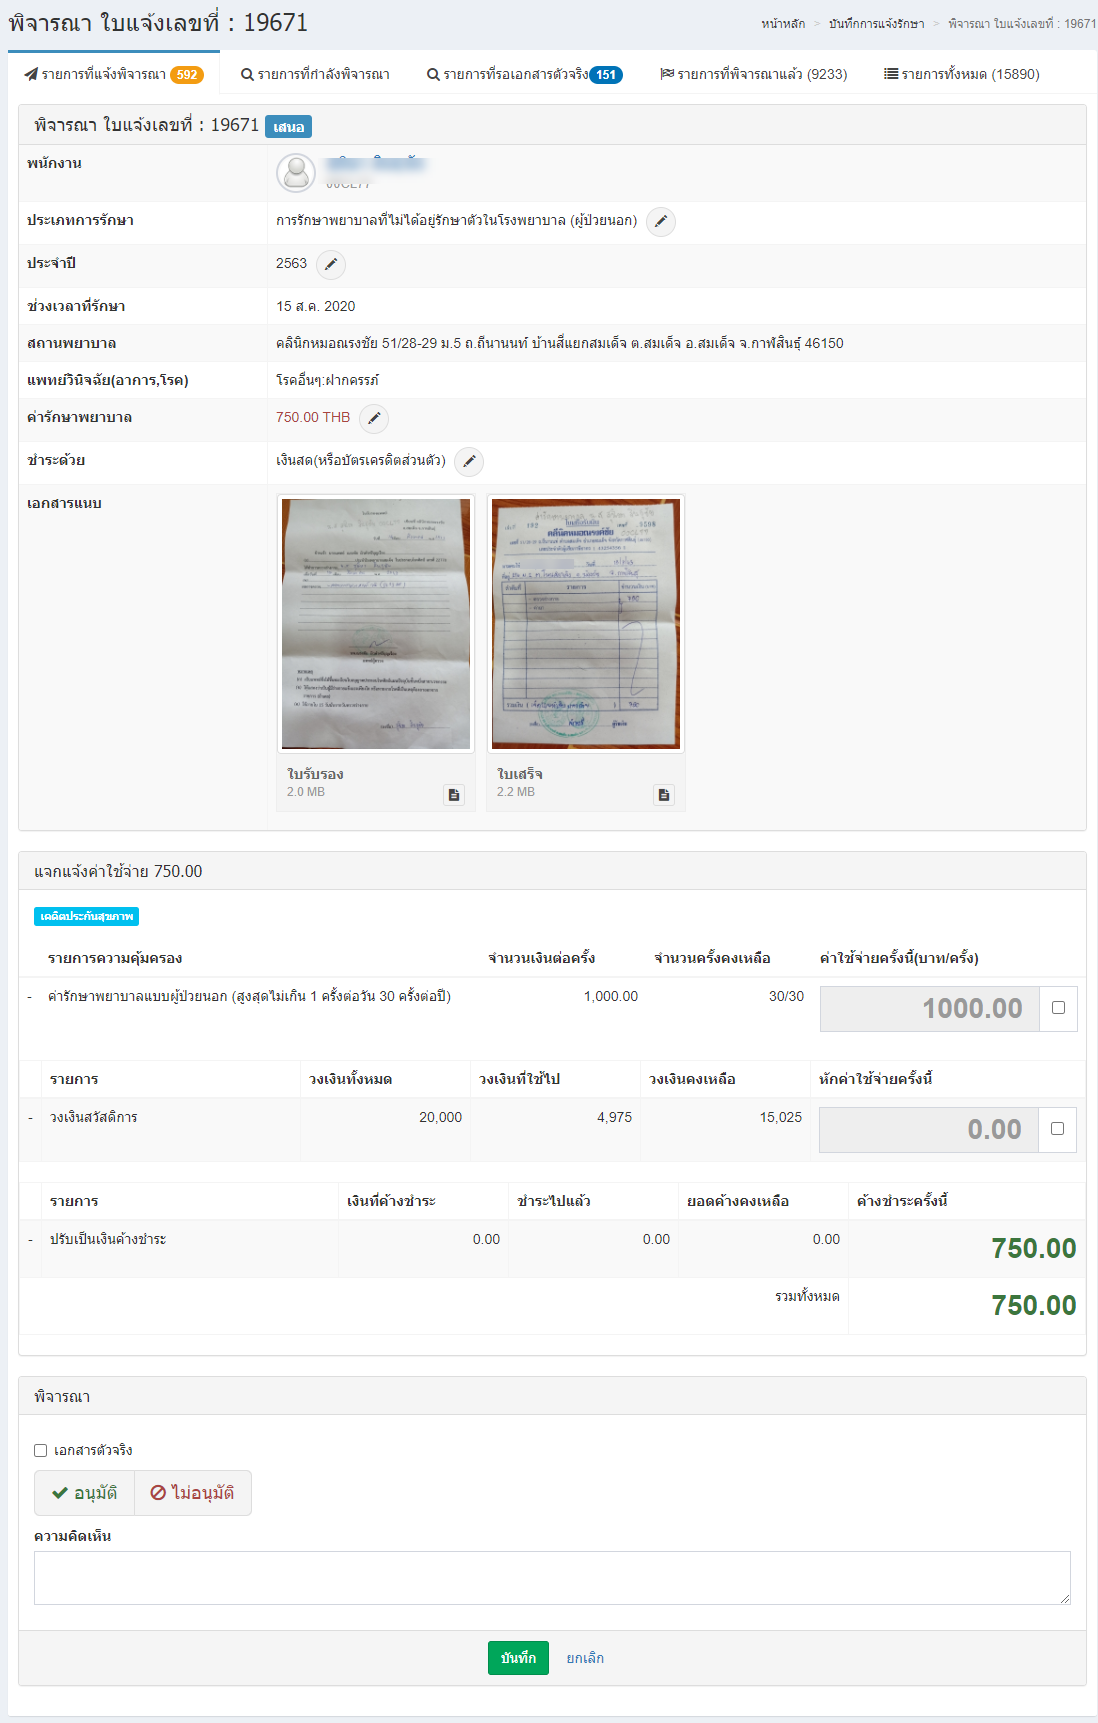 พิจารณา ใบแจ้งเลขที่ : 19671
หน้าหลัก > บันทึกการแจ้งรักษา > พิจารณา ใบแจ้งเลขที่ : 19671
รายการที่แจ้งพิจารณา 592
รายการที่กำลังพิจารณา
รายการที่รอเอกสารตัวจริง 151
รายการที่พิจารณาแล้ว (9233)
รายการทั้งหมด (15890)
พิจารณา ใบแจ้งเลขที่ : 19671 เสนอ
พนักงาน
ประเภทการรักษา การรักษาพยาบาลที่ไม่ได้อยู่รักษาตัวในโรงพยาบาล (ผู้ป่วยนอก)
ประจำปี 2563
ช่วงเวลาที่รักษา 15 ส.ค. 2020
สถานพยาบาล คลินิกหมอณรงชัย 51/28-29 ม.5 ถ.ถีนานนท์ บ้านสี่แยกสมเด็จ ต.สมเด็จ อ.สมเด็จ จ.กาฬสินธุ์ 46150
แพทย์วินิจฉัย(อาการ,โรค) โรคอื่นๆ:ฝากครรภ์
ค่ารักษาพยาบาล 750.00 THB
ชำระด้วย เงินสด(หรือบัตรเครดิตส่วนตัว)
เอกสารแนบ
ใบรับรอง
2.0 MB
ใบเสร็จ
2.2 MB
แจกแจ้งค่าใช้จ่าย 750.00
เคดิตประกันสุขภาพ
รายการความคุ้มครอง จำนวนเงินต่อครั้ง จำนวนครั้งคงเหลือ ค่าใช้จ่ายครั้งนี้(บาท/ครั้ง)
- ค่ารักษาพยาบาลแบบผู้ป่วยนอก (สูงสุดไม่เกิน 1 ครั้งต่อวัน 30 ครั้งต่อปี) 1,000.00 30/30 1000.00
รายการ วงเงินทั้งหมด วงเงินที่ใช้ไป วงเงินคงเหลือ หักค่าใช้จ่ายครั้งนี้
- วงเงินสวัสดิการ 20,000 4,975 15,025 0.00
รายการ เงินที่ค้างชำระ ชำระไปแล้ว ยอดค้างคงเหลือ ค้างชำระครั้งนี้
- ปรับเป็นเงินค้างชำระ 0.00 0.00 0.00 750.00
รวมทั้งหมด 750.00
พิจารณา
เอกสารตัวจริง
อนุมัติ ไม่อนุมัติ
ความคิดเห็น
บันทึก ยกเลิก